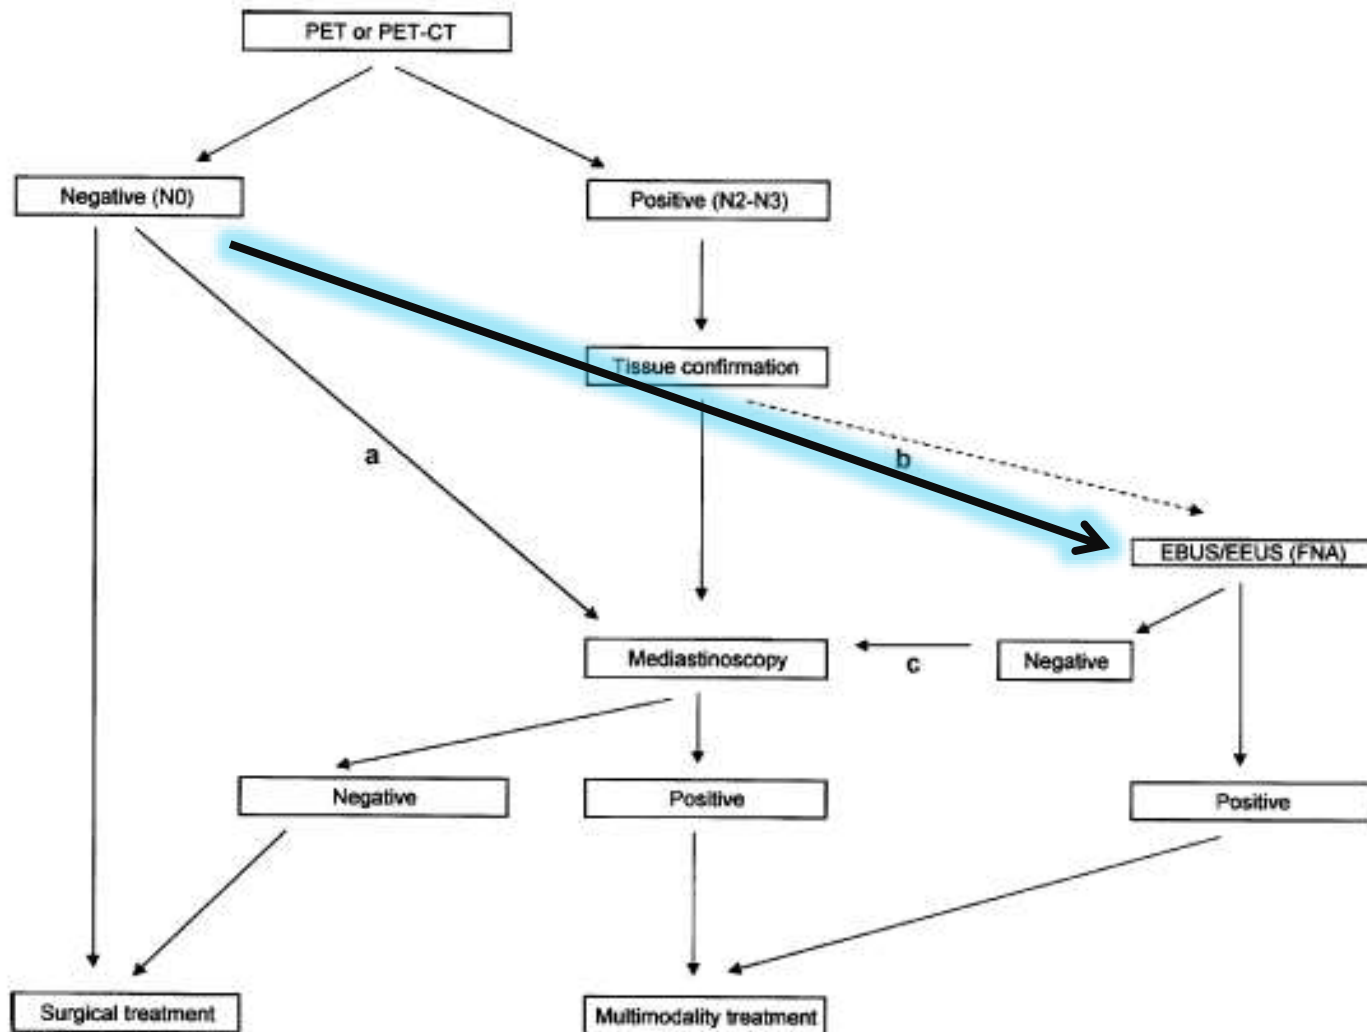 PET or PET-CT
Negative (N0)
Positive (N2-N3)
Tissue confirmation
a
b
EBUS/EEUS (FNA)
Mediastinoscopy
c
Negative
Negative
Positive
Positive
Surgical treatment
Multimodality treatment